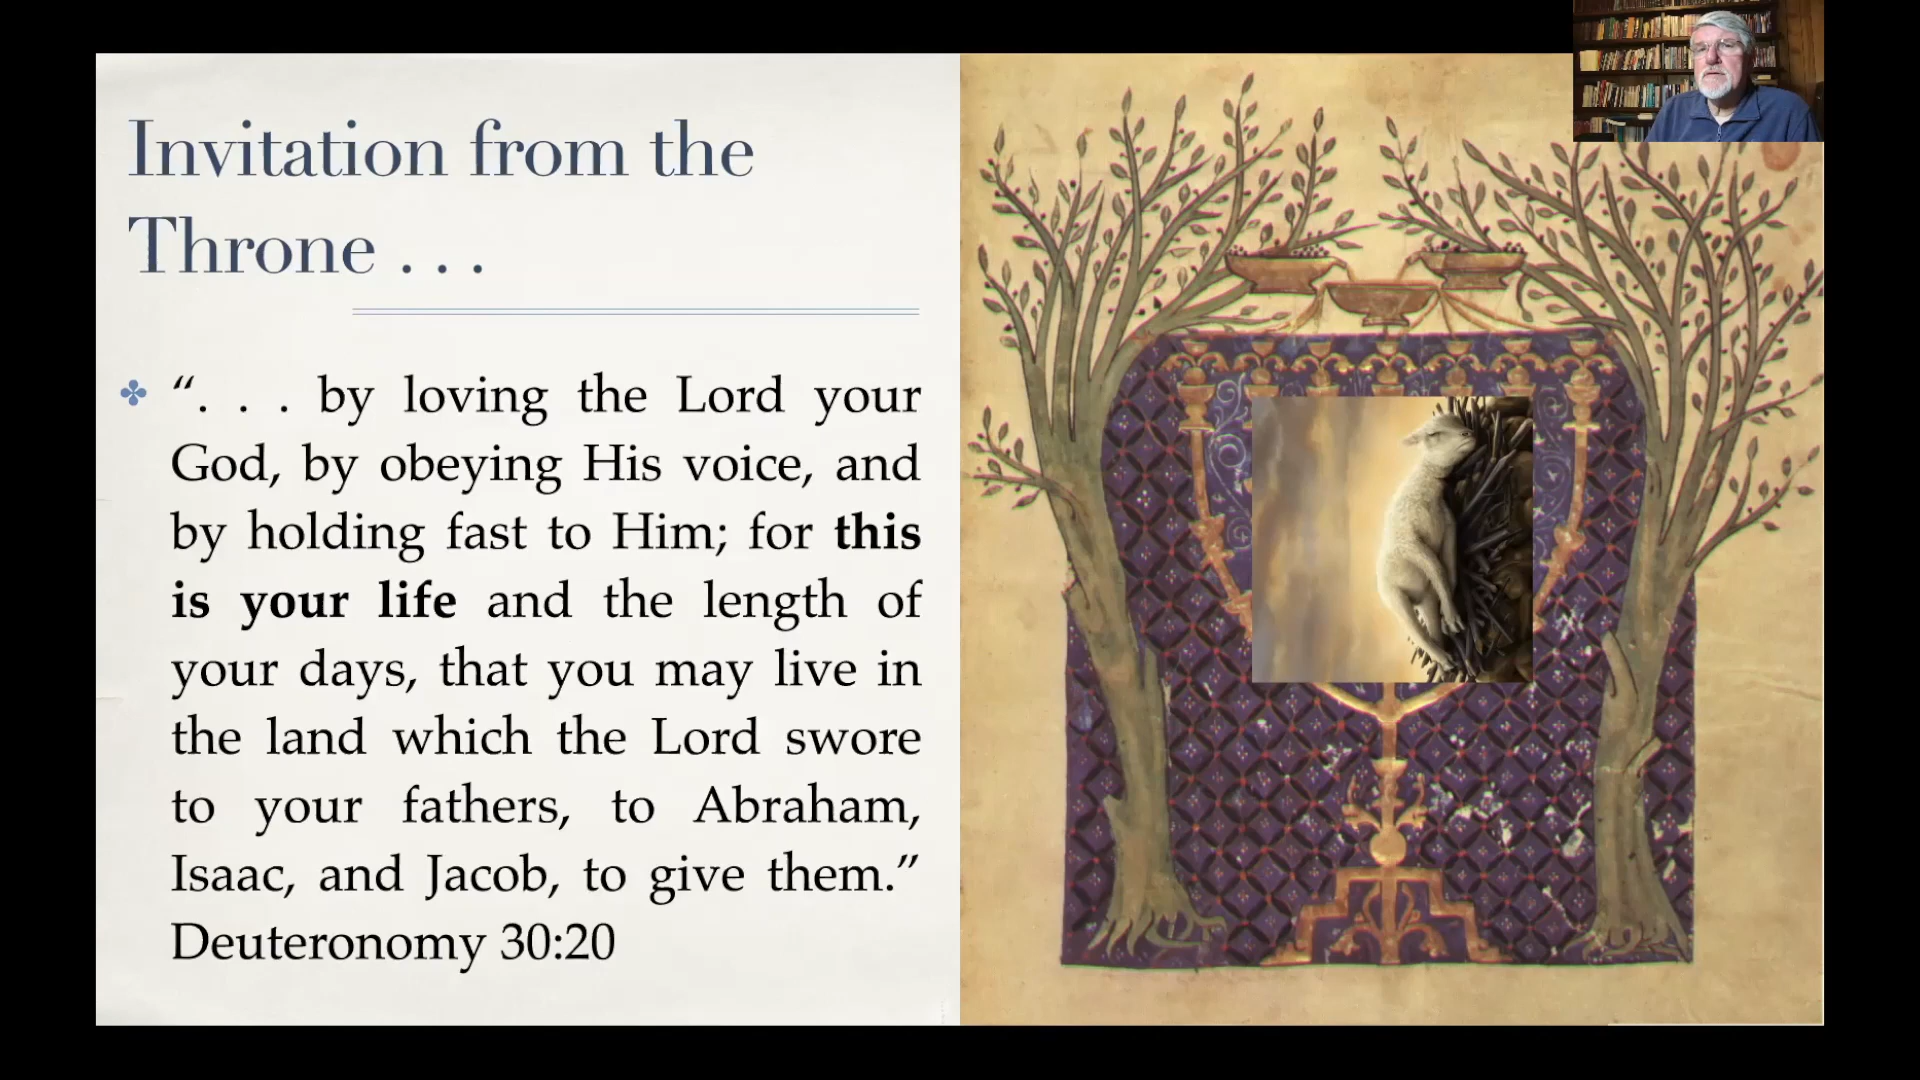 Invitation from the
Throne . . .
“. . . by loving the Lord your
God, by obeying His voice, and
by holding fast to Him; for this
is your life and the length of
your days, that you may live in
the land which the Lord swore
to your fathers, to Abraham,
Isaac, and Jacob, to give them.”
Deuteronomy 30:20